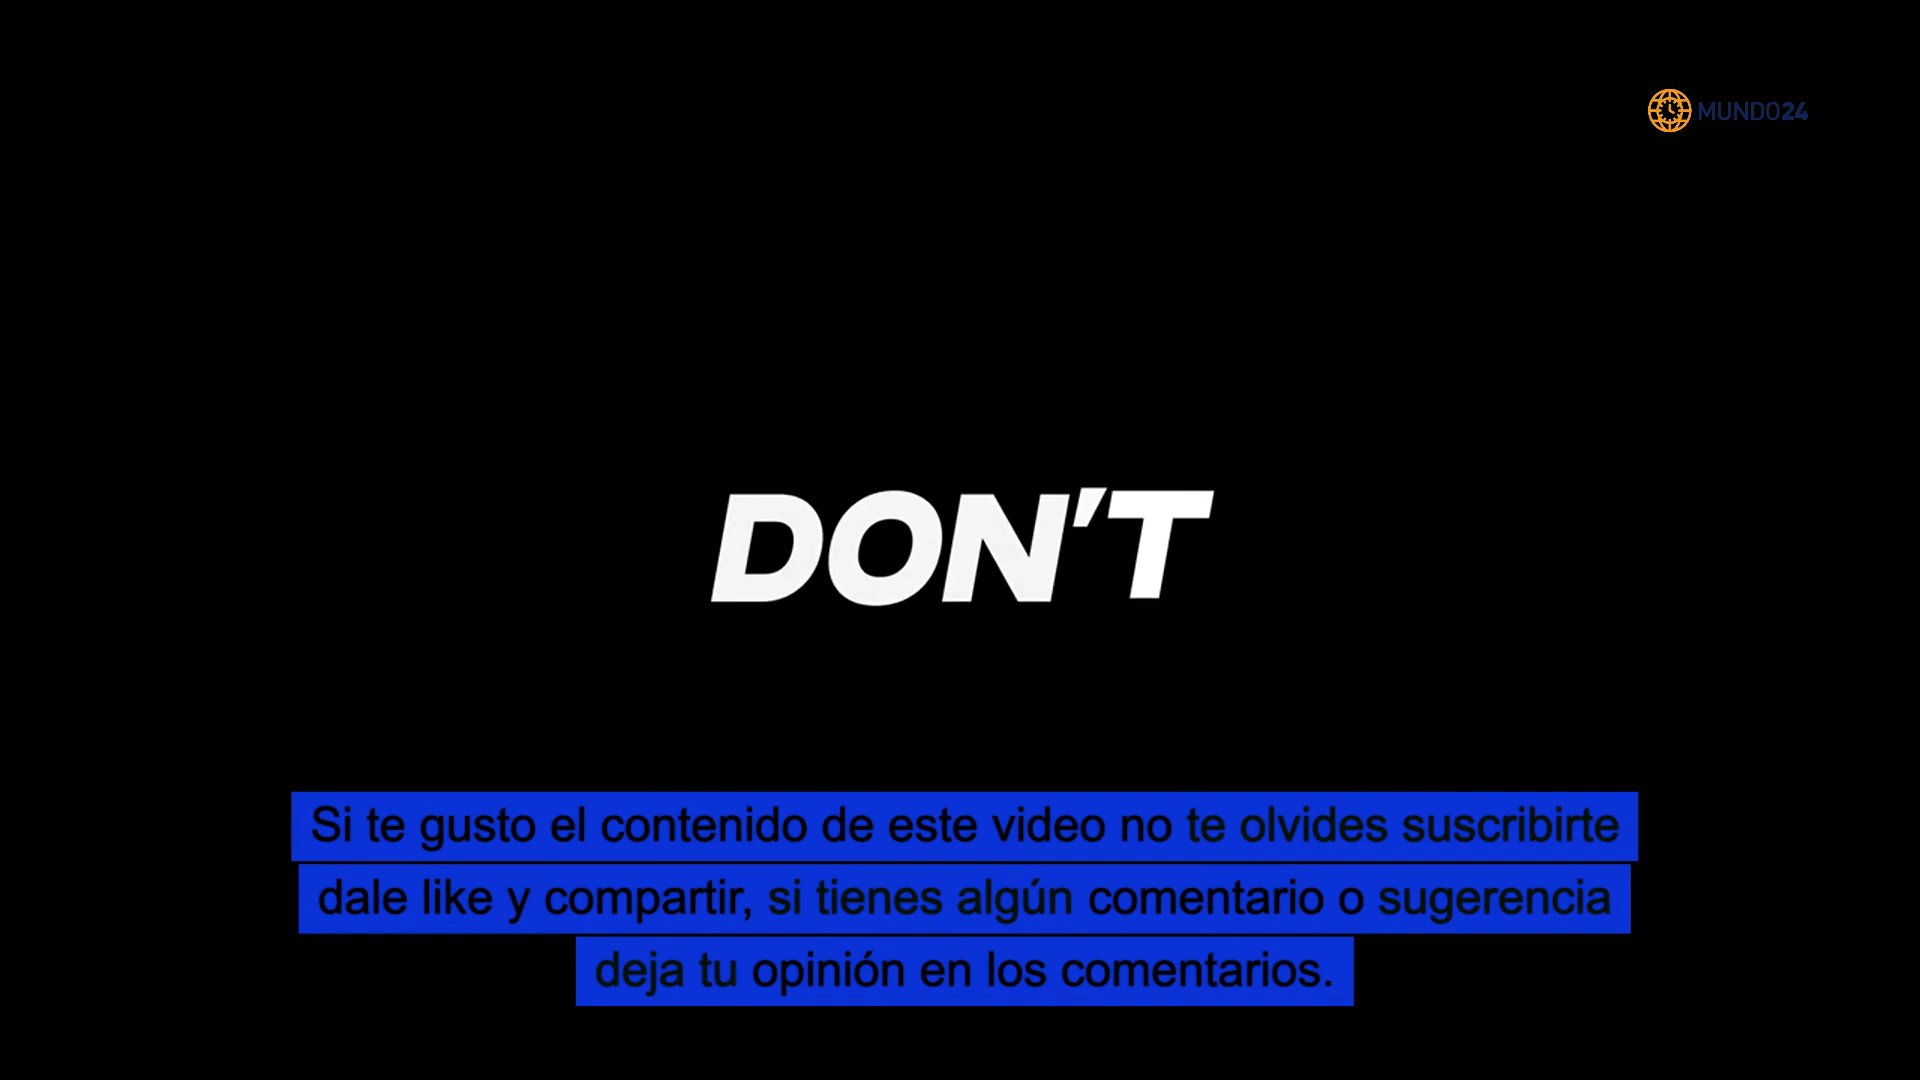 MUNDO24
DON'T
Si te gusto el contenido de este video no te olvides suscribirte
dale like y compartir, si tienes algún comentario o sugerencia
deja tu opinión en los comentarios.